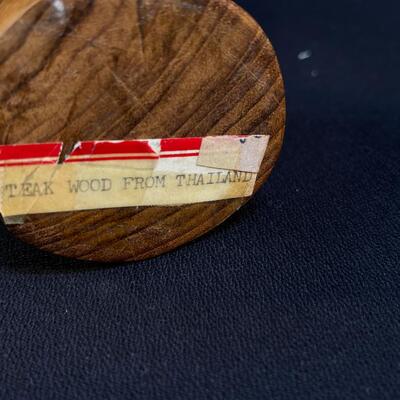 TEAK WOOD FROM THAILAND